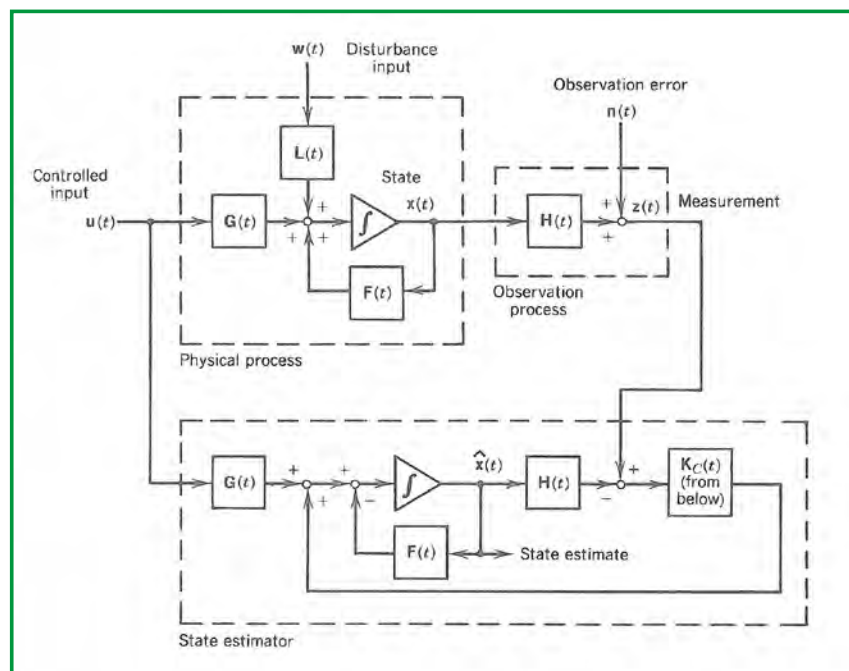 w(t) Disturbance
input
Observation error
n(t)
L(t)
Controlled
input
State
x(t)
z(t)
Measurement
u(t)
G(t)
+
+
+
∫
H(t)
+
+
F(t)
Observation
process
Physical process
x̂(t)
G(t)
+
+
+
−
∫
H(t)
+
−
K_C(t)
(from
below)
F(t)
State estimate
State estimator